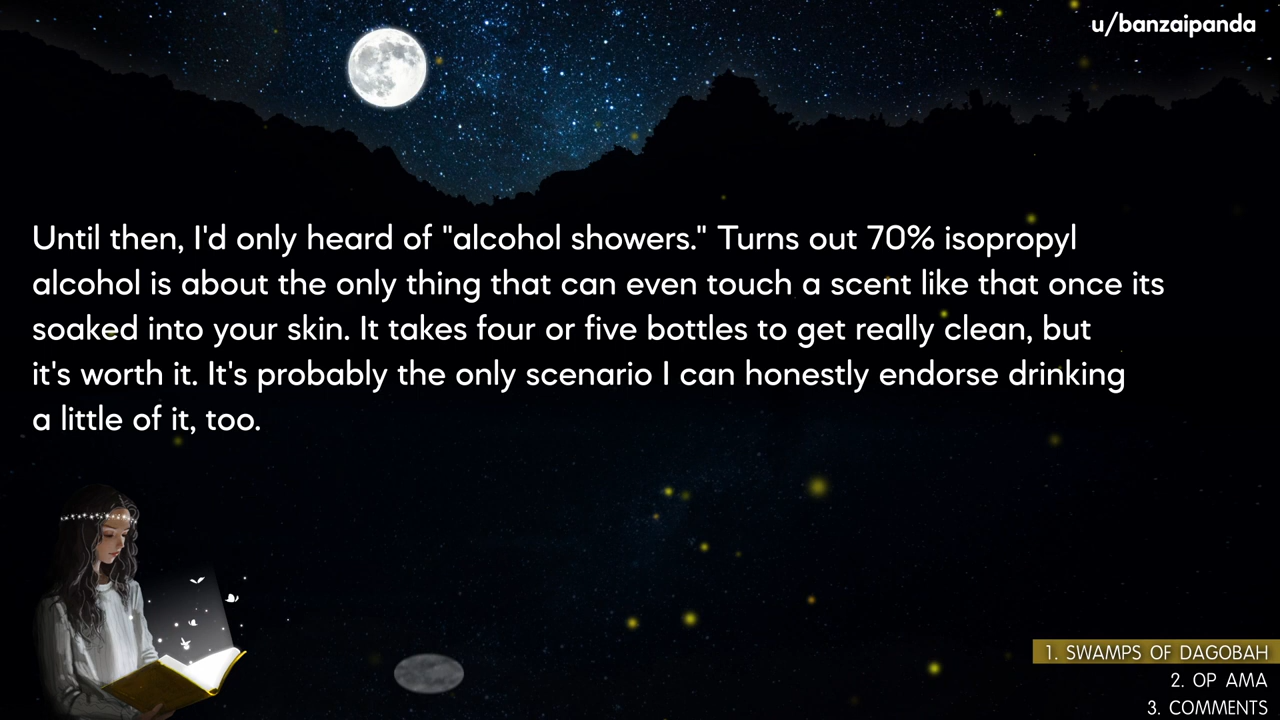 u/banzaipanda
Until then, I'd only heard of "alcohol showers." Turns out 70% isopropyl
alcohol is about the only thing that can even touch a scent like that once its
soaked into your skin. It takes four or five bottles to get really clean, but
it's worth it. It's probably the only scenario I can honestly endorse drinking
a little of it, too.
1. SWAMPS OF DAGOBAH
2. OP AMA
3. COMMENTS